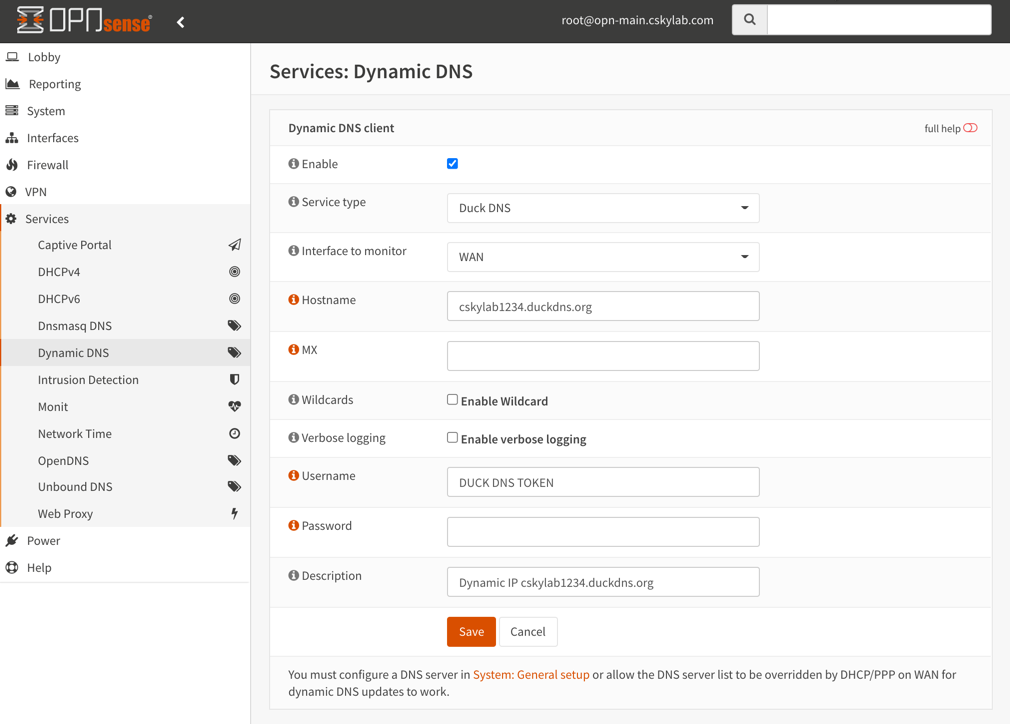 OPNsense®
root@opn-main.cskylab.com
Lobby
Reporting
System
Interfaces
Firewall
VPN
Services
Captive Portal
DHCPv4
DHCPv6
Dnsmasq DNS
Dynamic DNS
Intrusion Detection
Monit
Network Time
OpenDNS
Unbound DNS
Web Proxy
Power
Help
Services: Dynamic DNS
Dynamic DNS client
full help
Enable
Service type
Duck DNS
Interface to monitor
WAN
Hostname
cskylab1234.duckdns.org
MX
Wildcards
Enable Wildcard
Verbose logging
Enable verbose logging
Username
DUCK DNS TOKEN
Password
Description
Dynamic IP cskylab1234.duckdns.org
Save
Cancel
You must configure a DNS server in System: General setup or allow the DNS server list to be overridden by DHCP/PPP on WAN for
dynamic DNS updates to work.